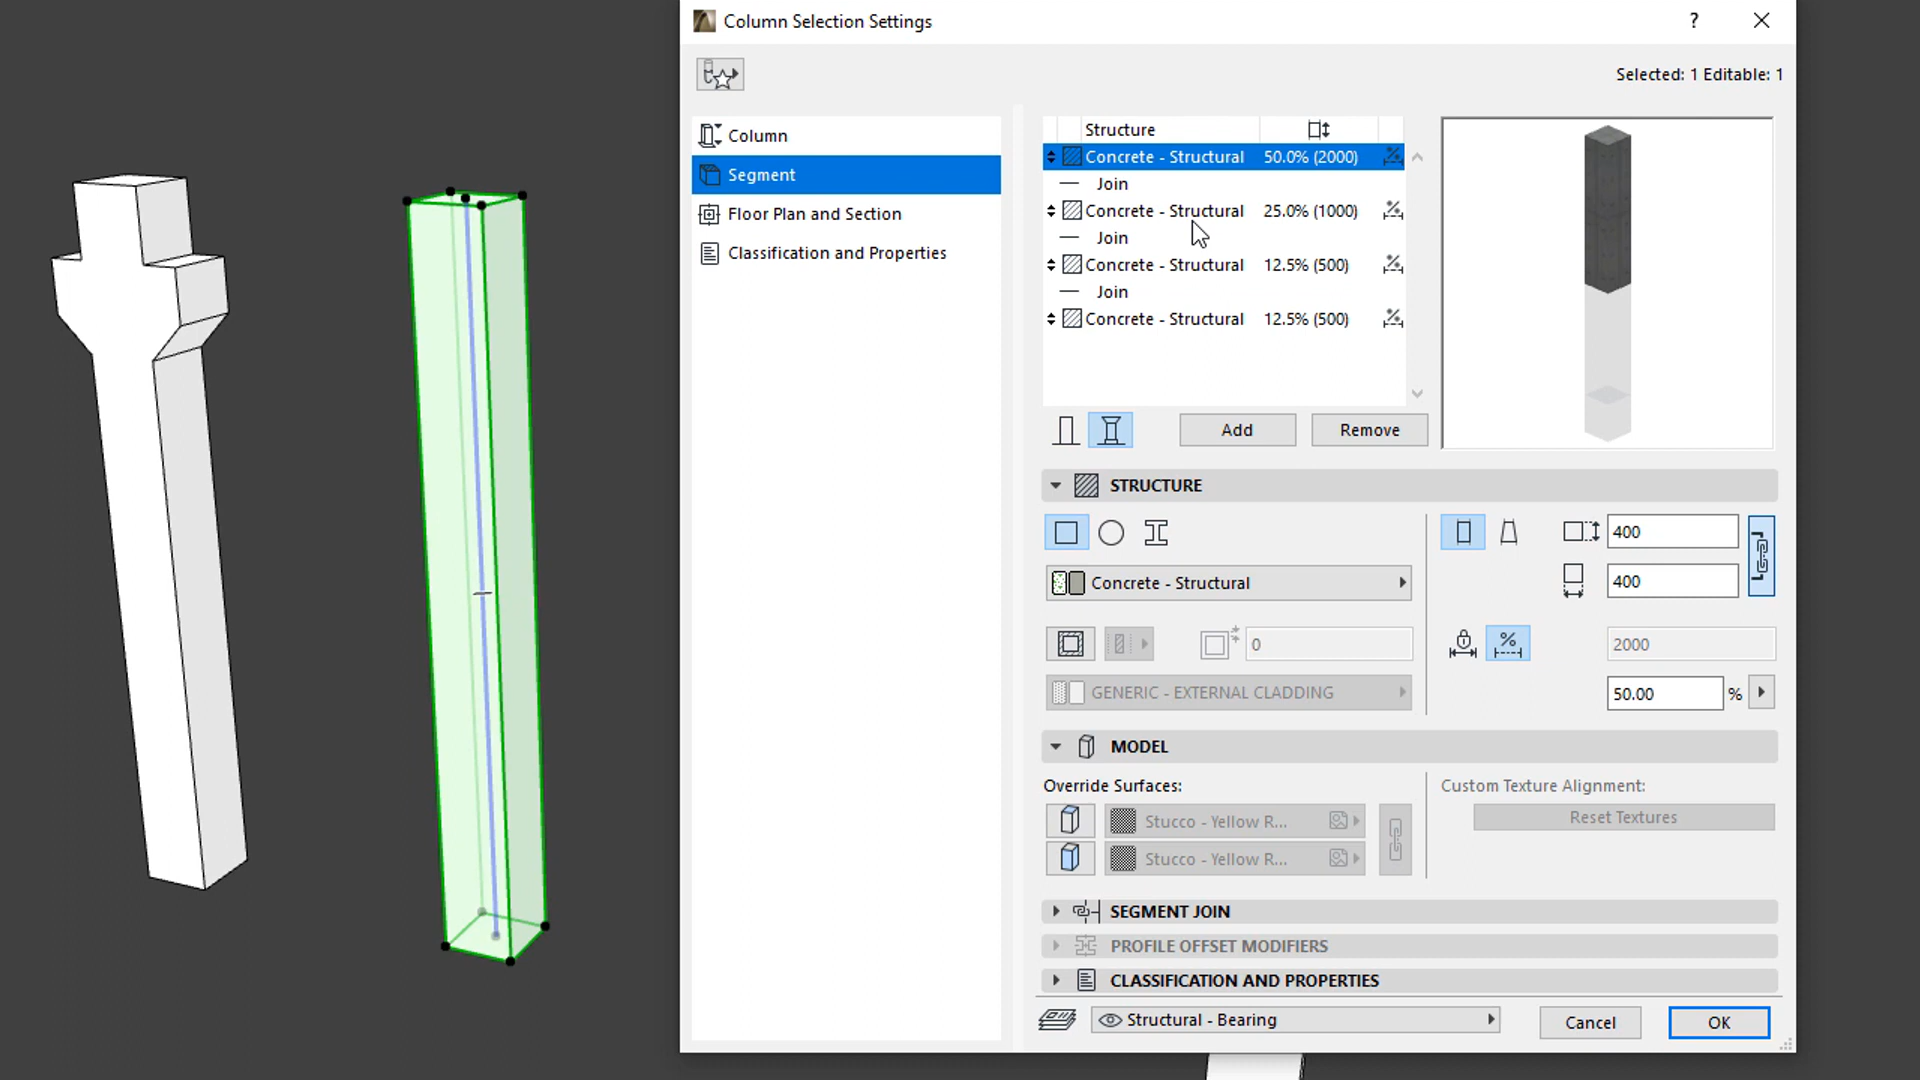 Column Selection Settings
?
Selected: 1 Editable: 1
Column
Segment
Floor Plan and Section
Classification and Properties
Structure
Concrete - Structural 50.0% (2000)
Join
Concrete - Structural 25.0% (1000)
Join
Concrete - Structural 12.5% (500)
Join
Concrete - Structural 12.5% (500)
Add
Remove
STRUCTURE
400
Concrete - Structural
400
0
%
2000
GENERIC - EXTERNAL CLADDING
50.00 %
MODEL
Override Surfaces:
Custom Texture Alignment:
Stucco - Yellow R...
Reset Textures
Stucco - Yellow R...
SEGMENT JOIN
PROFILE OFFSET MODIFIERS
CLASSIFICATION AND PROPERTIES
Structural - Bearing
Cancel
OK